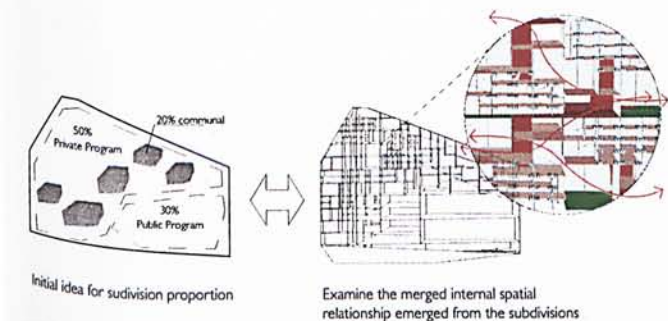 20% communal
50%
Private Program
30%
Public Program
Initial idea for sudivision proportion
Examine the merged internal spatial
relationship emerged from the subdivisions